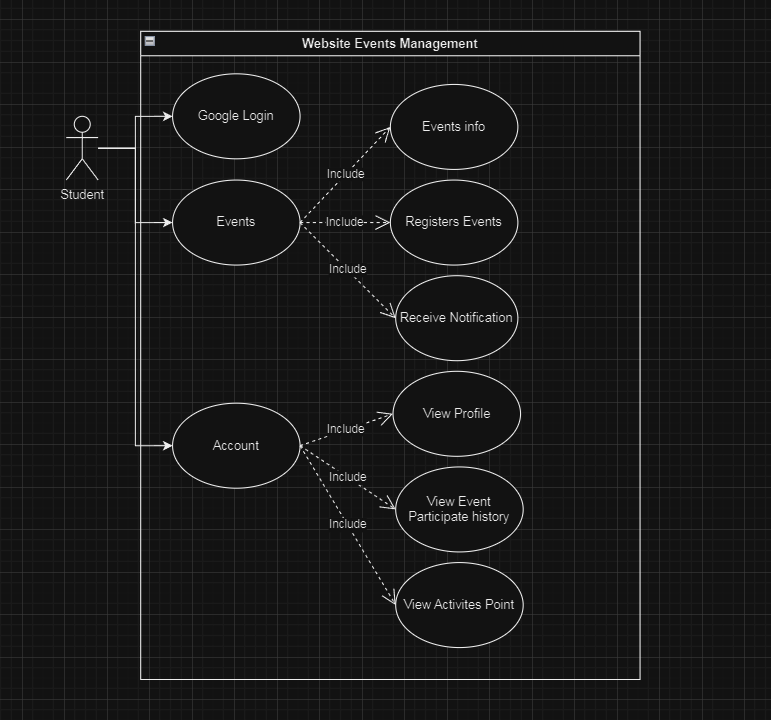 Website Events Management
Google Login
Events info
Include
Student
Events
Include
Registers Events
Include
Receive Notification
View Profile
Include
Account
Include
View Event
Participate history
Include
View Activites Point